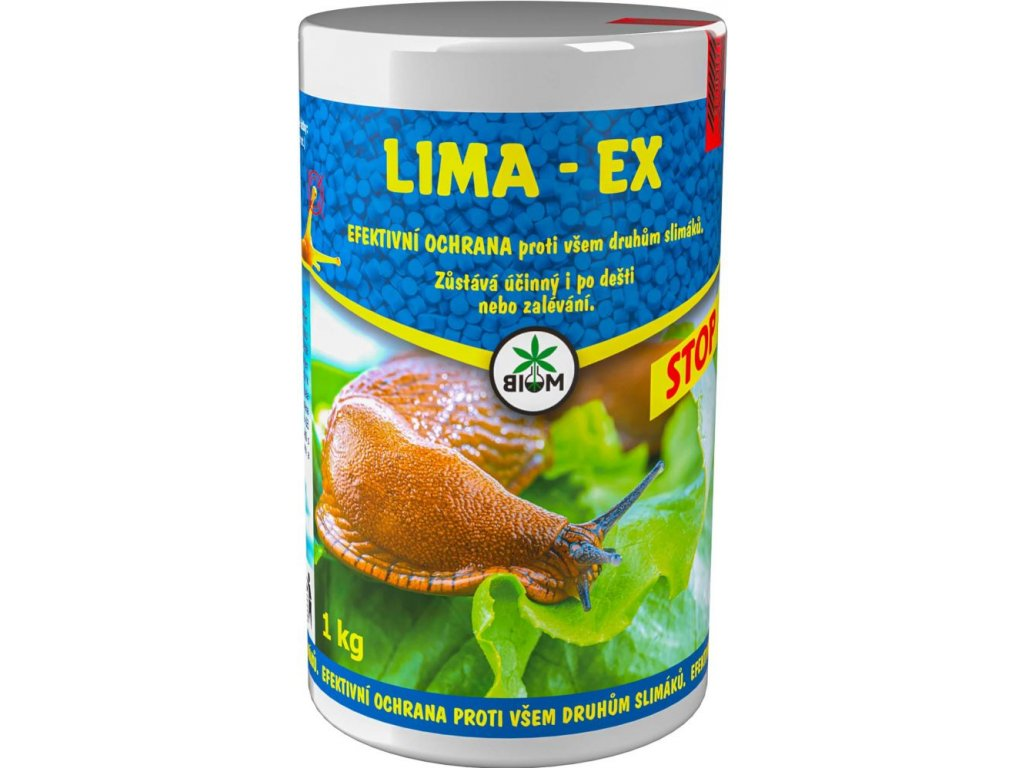 LIMA - EX
EFEKTIVNÍ OCHRANA proti všem druhům slimáků.
Zůstává účinný i po dešti
nebo zalévání.
BIOM
STOP
1 kg
EFEKTIVNÍ OCHRANA PROTI VŠEM DRUHŮM SLIMÁKŮ.